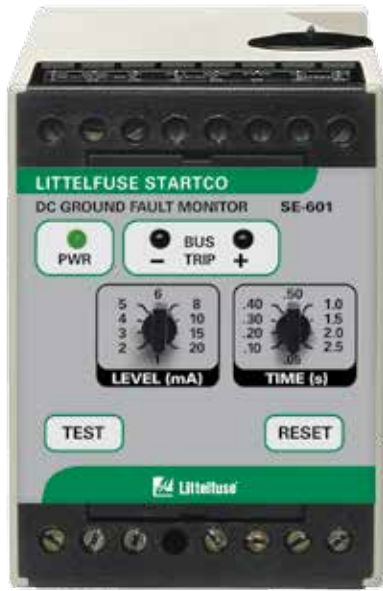 LITTELFUSE STARTCO
DC GROUND FAULT MONITOR SE-601
PWR
BUS
− TRIP +
6
5 8
4 10
3 15
2 20
1
LEVEL (mA)
.50
.40 1.0
.30 1.5
.20 2.0
.10 2.5
.05
TIME (s)
TEST
RESET
Littelfuse